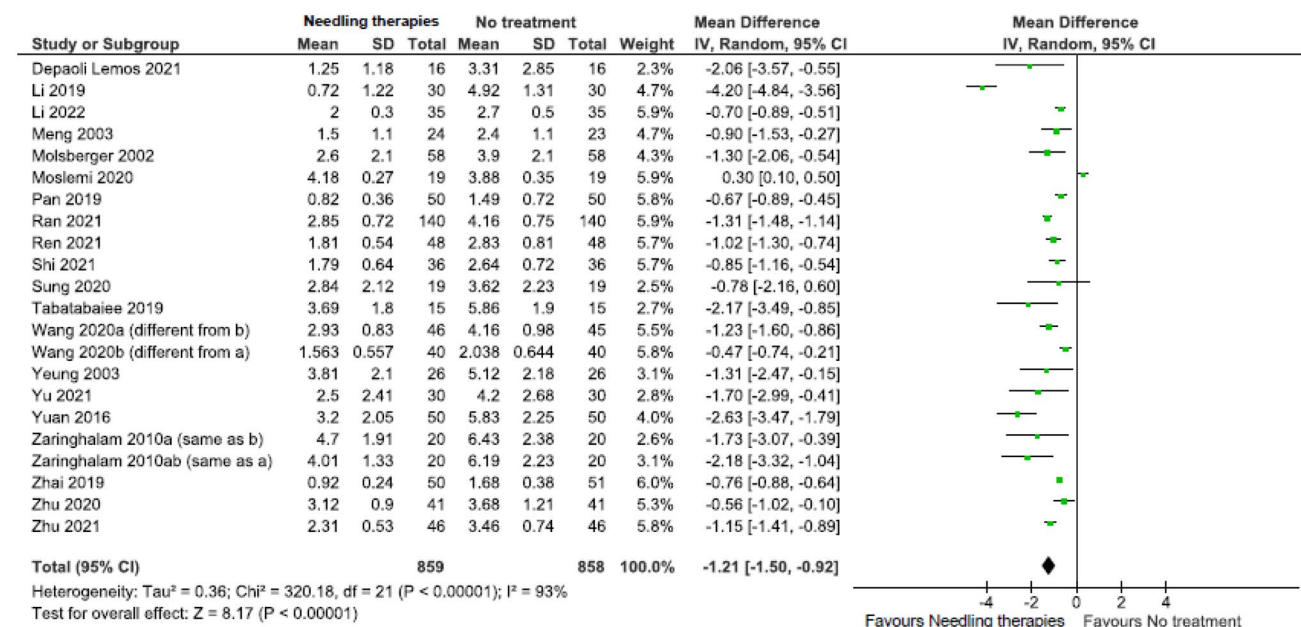 Needling therapies No treatment Mean Difference Mean Difference
Study or Subgroup Mean SD Total Mean SD Total Weight IV, Random, 95% CI IV, Random, 95% CI
Depaoli Lemos 2021 1.25 1.18 16 3.31 2.85 16 2.3% -2.06 [-3.57, -0.55]
Li 2019 0.72 1.22 30 4.92 1.31 30 4.7% -4.20 [-4.84, -3.56]
Li 2022 2 0.3 35 2.7 0.5 35 5.9% -0.70 [-0.89, -0.51]
Meng 2003 1.5 1.1 24 2.4 1.1 23 4.7% -0.90 [-1.53, -0.27]
Molsberger 2002 2.6 2.1 58 3.9 2.1 58 4.3% -1.30 [-2.06, -0.54]
Moslemi 2020 4.18 0.27 19 3.88 0.35 19 5.9% 0.30 [0.10, 0.50]
Pan 2019 0.82 0.36 50 1.49 0.72 50 5.8% -0.67 [-0.89, -0.45]
Ran 2021 2.85 0.72 140 4.16 0.75 140 5.9% -1.31 [-1.48, -1.14]
Ren 2021 1.81 0.54 48 2.83 0.81 48 5.7% -1.02 [-1.30, -0.74]
Shi 2021 1.79 0.64 36 2.64 0.72 36 5.7% -0.85 [-1.16, -0.54]
Sung 2020 2.84 2.12 19 3.62 2.23 19 2.5% -0.78 [-2.16, 0.60]
Tabatabaiee 2019 3.69 1.8 15 5.86 1.9 15 2.7% -2.17 [-3.49, -0.85]
Wang 2020a (different from b) 2.93 0.83 46 4.16 0.98 45 5.5% -1.23 [-1.60, -0.86]
Wang 2020b (different from a) 1.563 0.557 40 2.038 0.644 40 5.8% -0.47 [-0.74, -0.21]
Yeung 2003 3.81 2.1 26 5.12 2.18 26 3.1% -1.31 [-2.47, -0.15]
Yu 2021 2.5 2.41 30 4.2 2.68 30 2.8% -1.70 [-2.99, -0.41]
Yuan 2016 3.2 2.05 50 5.83 2.25 50 4.0% -2.63 [-3.47, -1.79]
Zaringhalam 2010a (same as b) 4.7 1.91 20 6.43 2.38 20 2.6% -1.73 [-3.07, -0.39]
Zaringhalam 2010ab (same as a) 4.01 1.33 20 6.19 2.23 20 3.1% -2.18 [-3.32, -1.04]
Zhai 2019 0.92 0.24 50 1.68 0.38 51 6.0% -0.76 [-0.88, -0.64]
Zhu 2020 3.12 0.9 41 3.68 1.21 41 5.3% -0.56 [-1.02, -0.10]
Zhu 2021 2.31 0.53 46 3.46 0.74 46 5.8% -1.15 [-1.41, -0.89]
Total (95% CI) 859 858 100.0% -1.21 [-1.50, -0.92]
Heterogeneity: Tau² = 0.36; Chi² = 320.18, df = 21 (P < 0.00001); I² = 93%
Test for overall effect: Z = 8.17 (P < 0.00001)
-4 -2 0 2 4
Favours Needling therapies Favours No treatment